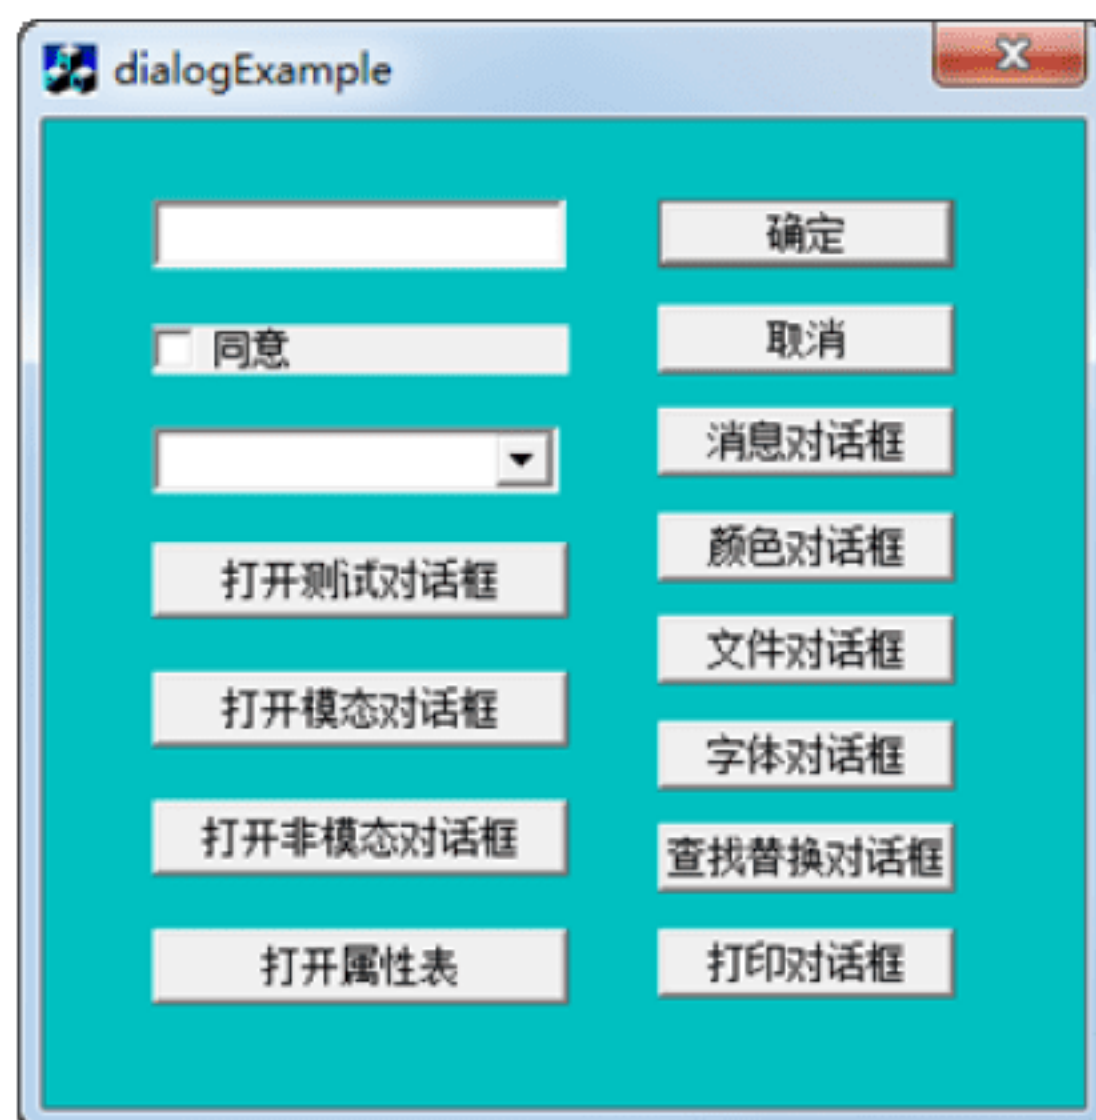 dialogExample
确定
同意
取消
消息对话框
打开测试对话框
颜色对话框
文件对话框
打开模态对话框
字体对话框
打开非模态对话框
查找替换对话框
打开属性表
打印对话框